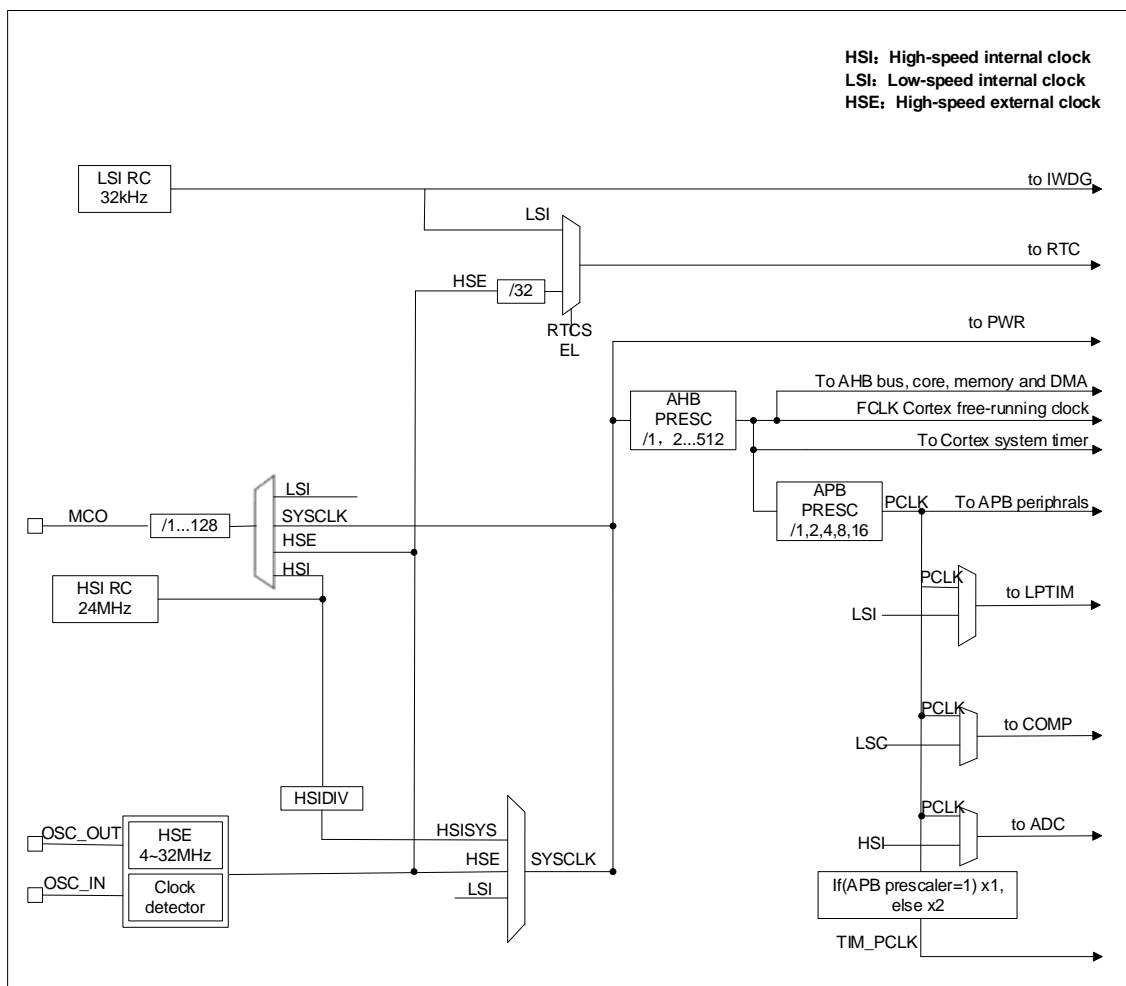 HSI：High-speed internal clock
LSI：Low-speed internal clock
HSE：High-speed external clock
LSI RC
32kHz
to IWDG
LSI
to RTC
HSE
/32
RTCS
EL
to PWR
To AHB bus, core, memory and DMA
AHB
PRESC
/1，2...512
FCLK Cortex free-running clock
To Cortex system timer
LSI
APB
PRESC
/1,2,4,8,16
PCLK
To APB periphrals
MCO
/1...128
SYSCLK
HSE
HSI
HSI RC
24MHz
PCLK
to LPTIM
LSI
PCLK
to COMP
LSC
HSIDIV
PCLK
to ADC
HSI
OSC_OUT
HSE
4~32MHz
HSISYS
HSE
SYSCLK
LSI
OSC_IN
Clock
detector
If(APB prescaler=1) x1,
else x2
TIM_PCLK